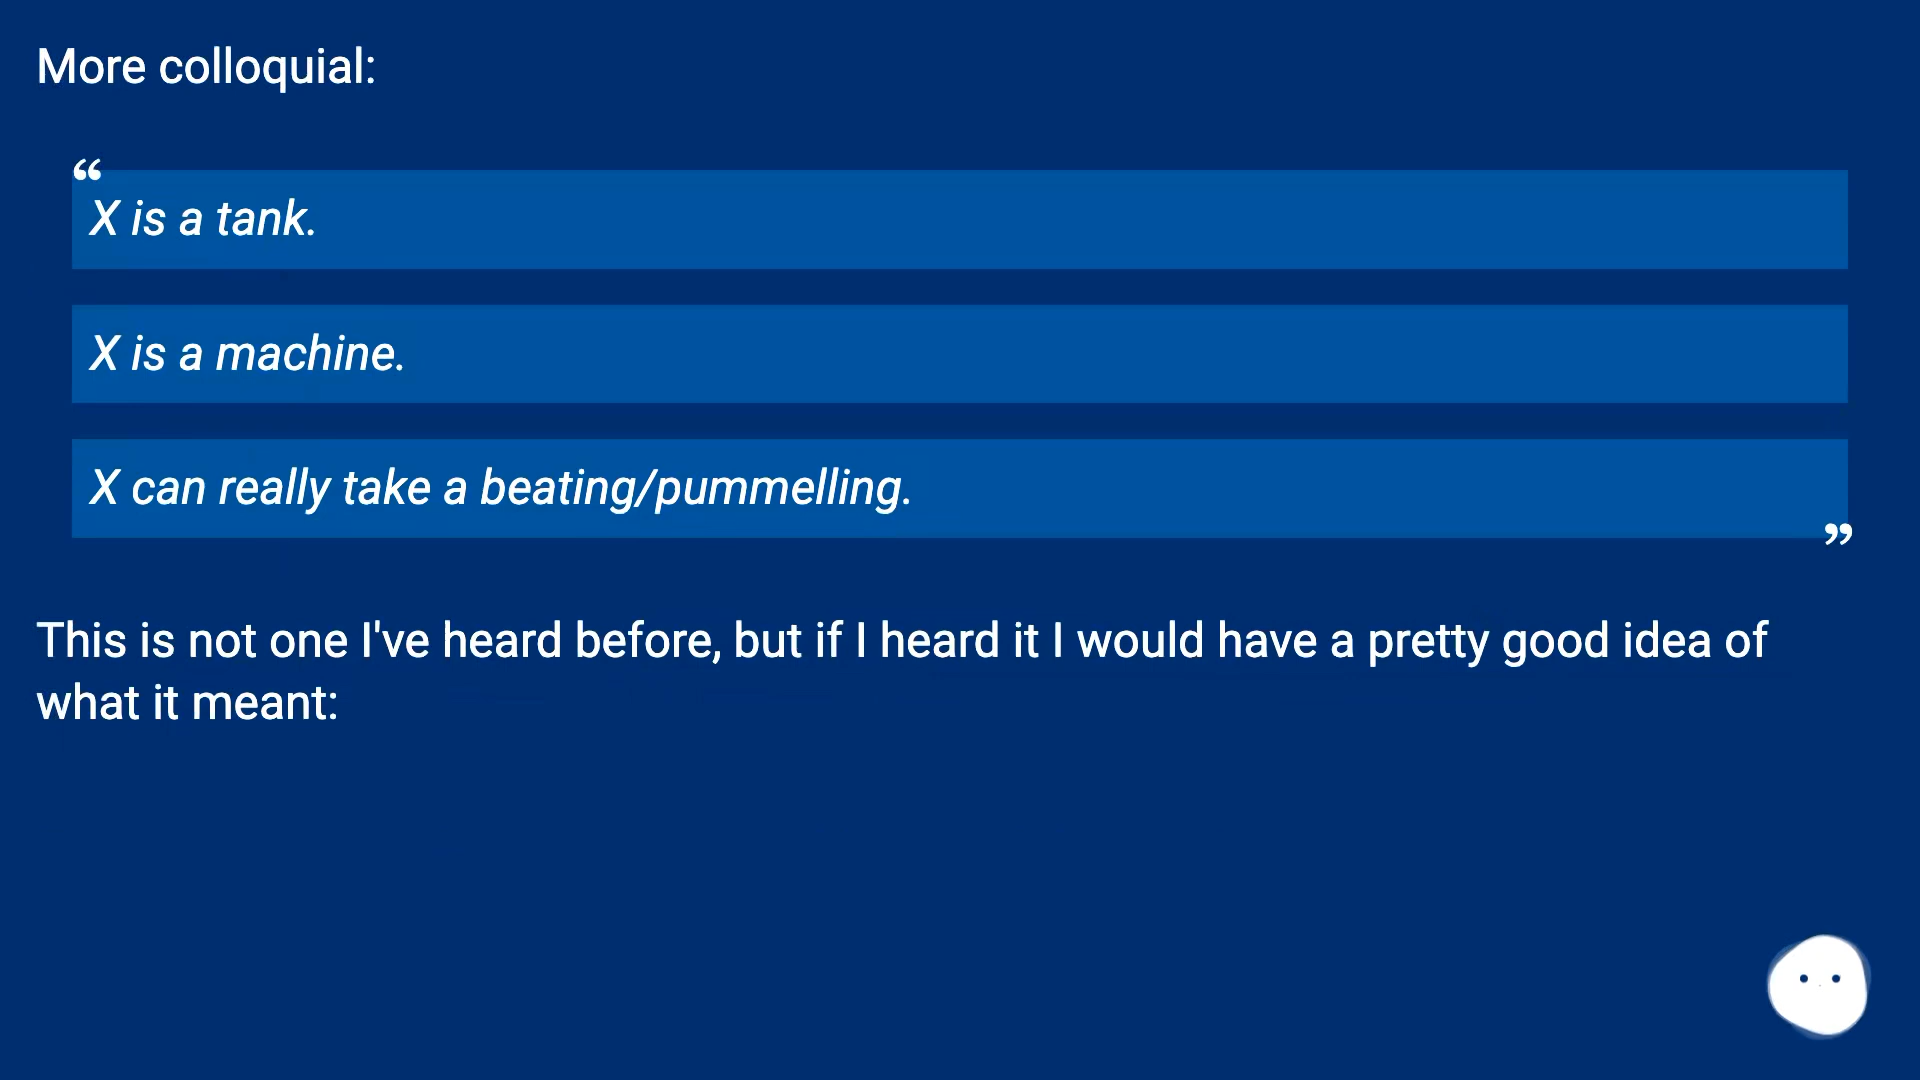 More colloquial:
“
X is a tank.
X is a machine.
X can really take a beating/pummelling.
”
This is not one I've heard before, but if I heard it I would have a pretty good idea of
what it meant: